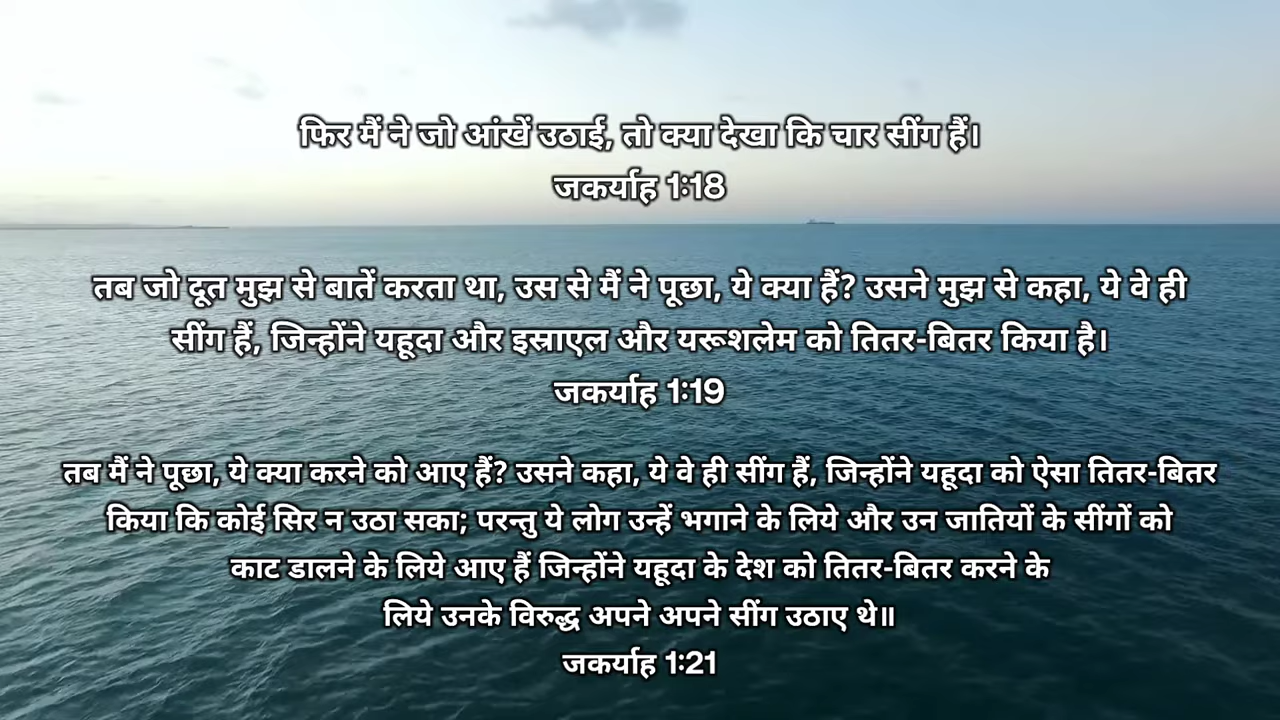 फिर मैं ने जो आंखें उठाई, तो क्या देखा कि चार सींग हैं।
जकर्याह 1:18
तब जो दूत मुझ से बातें करता था, उस से मैं ने पूछा, ये क्या हैं? उसने मुझ से कहा, ये वे ही
सींग हैं, जिन्होंने यहूदा और इस्राएल और यरूशलेम को तितर-बितर किया है।
जकर्याह 1:19
तब मैं ने पूछा, ये क्या करने को आए हैं? उसने कहा, ये वे ही सींग हैं, जिन्होंने यहूदा को ऐसा तितर-बितर
किया कि कोई सिर न उठा सका; परन्तु ये लोग उन्हें भगाने के लिये और उन जातियों के सींगों को
काट डालने के लिये आए हैं जिन्होंने यहूदा के देश को तितर-बितर करने के
लिये उनके विरुद्ध अपने अपने सींग उठाए थे॥
जकर्याह 1:21